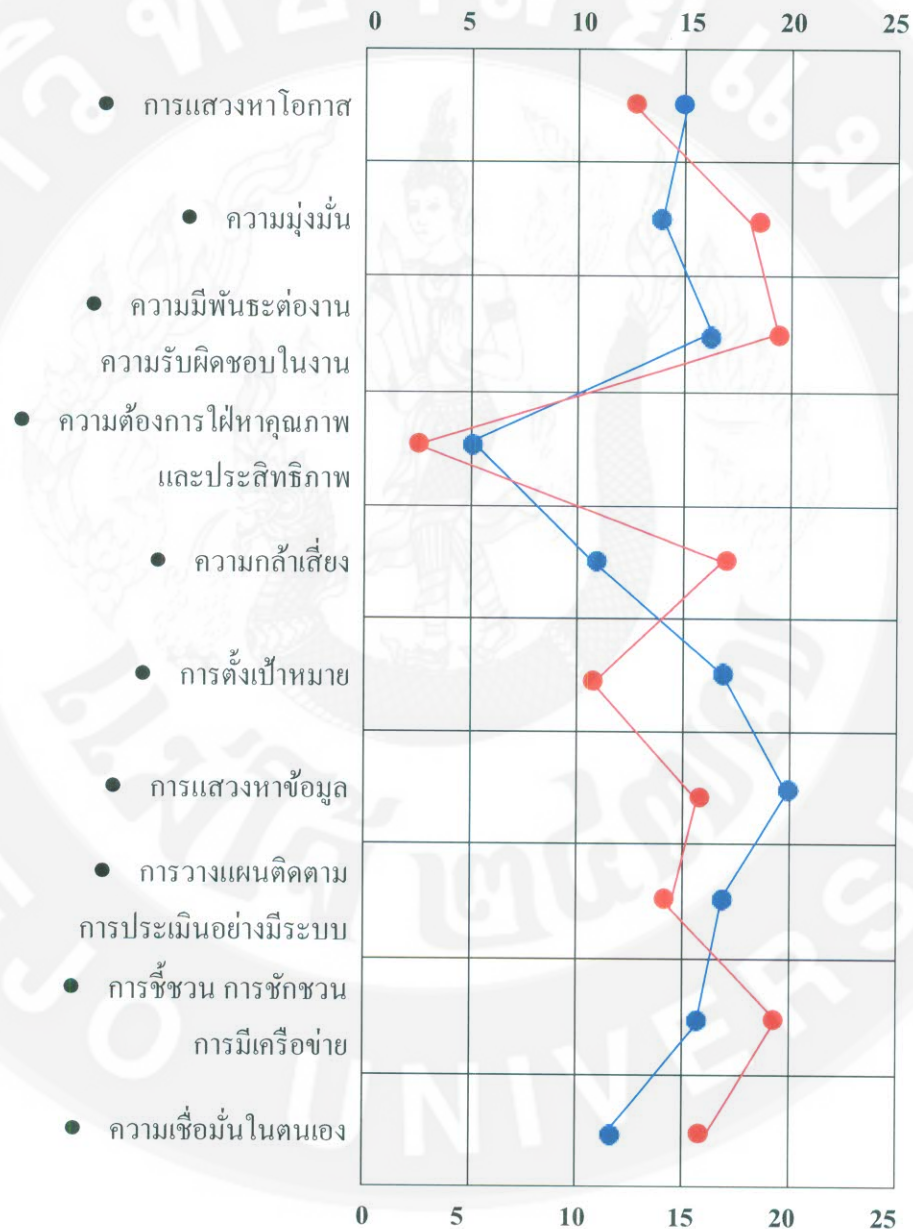 0 5 10 15 20 25
• การแสวงหาโอกาส
• ความมุ่งมั่น
• ความมีพันธะต่องาน
ความรับผิดชอบในงาน
• ความต้องการใฝ่หาคุณภาพ
และประสิทธิภาพ
• ความกล้าเสี่ยง
• การตั้งเป้าหมาย
• การแสวงหาข้อมูล
• การวางแผนติดตาม
การประเมินอย่างมีระบบ
• การชี้ชวน การชักชวน
การมีเครือข่าย
• ความเชื่อมั่นในตนเอง
0 5 10 15 20 25